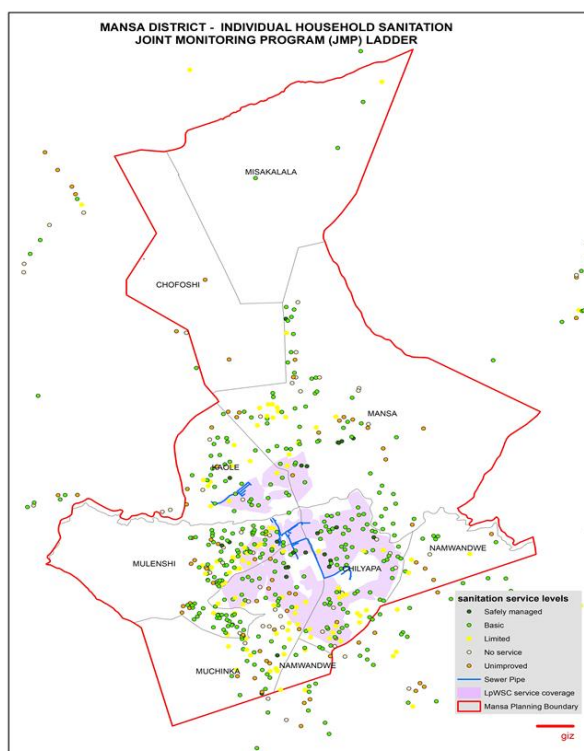 MANSA DISTRICT - INDIVIDUAL HOUSEHOLD SANITATION
JOINT MONITORING PROGRAM (JMP) LADDER
MISAKALALA
CHOFOSHI
MANSA
KAOLE
MULENSHI
CHILYAPA
NAMWANDWE
MUCHINKA
NAMWANDWE
sanitation service levels
Safely managed
Basic
Limited
No service
Unimproved
Sewer Pipe
LpWSC service coverage
Mansa Planning Boundary
giz